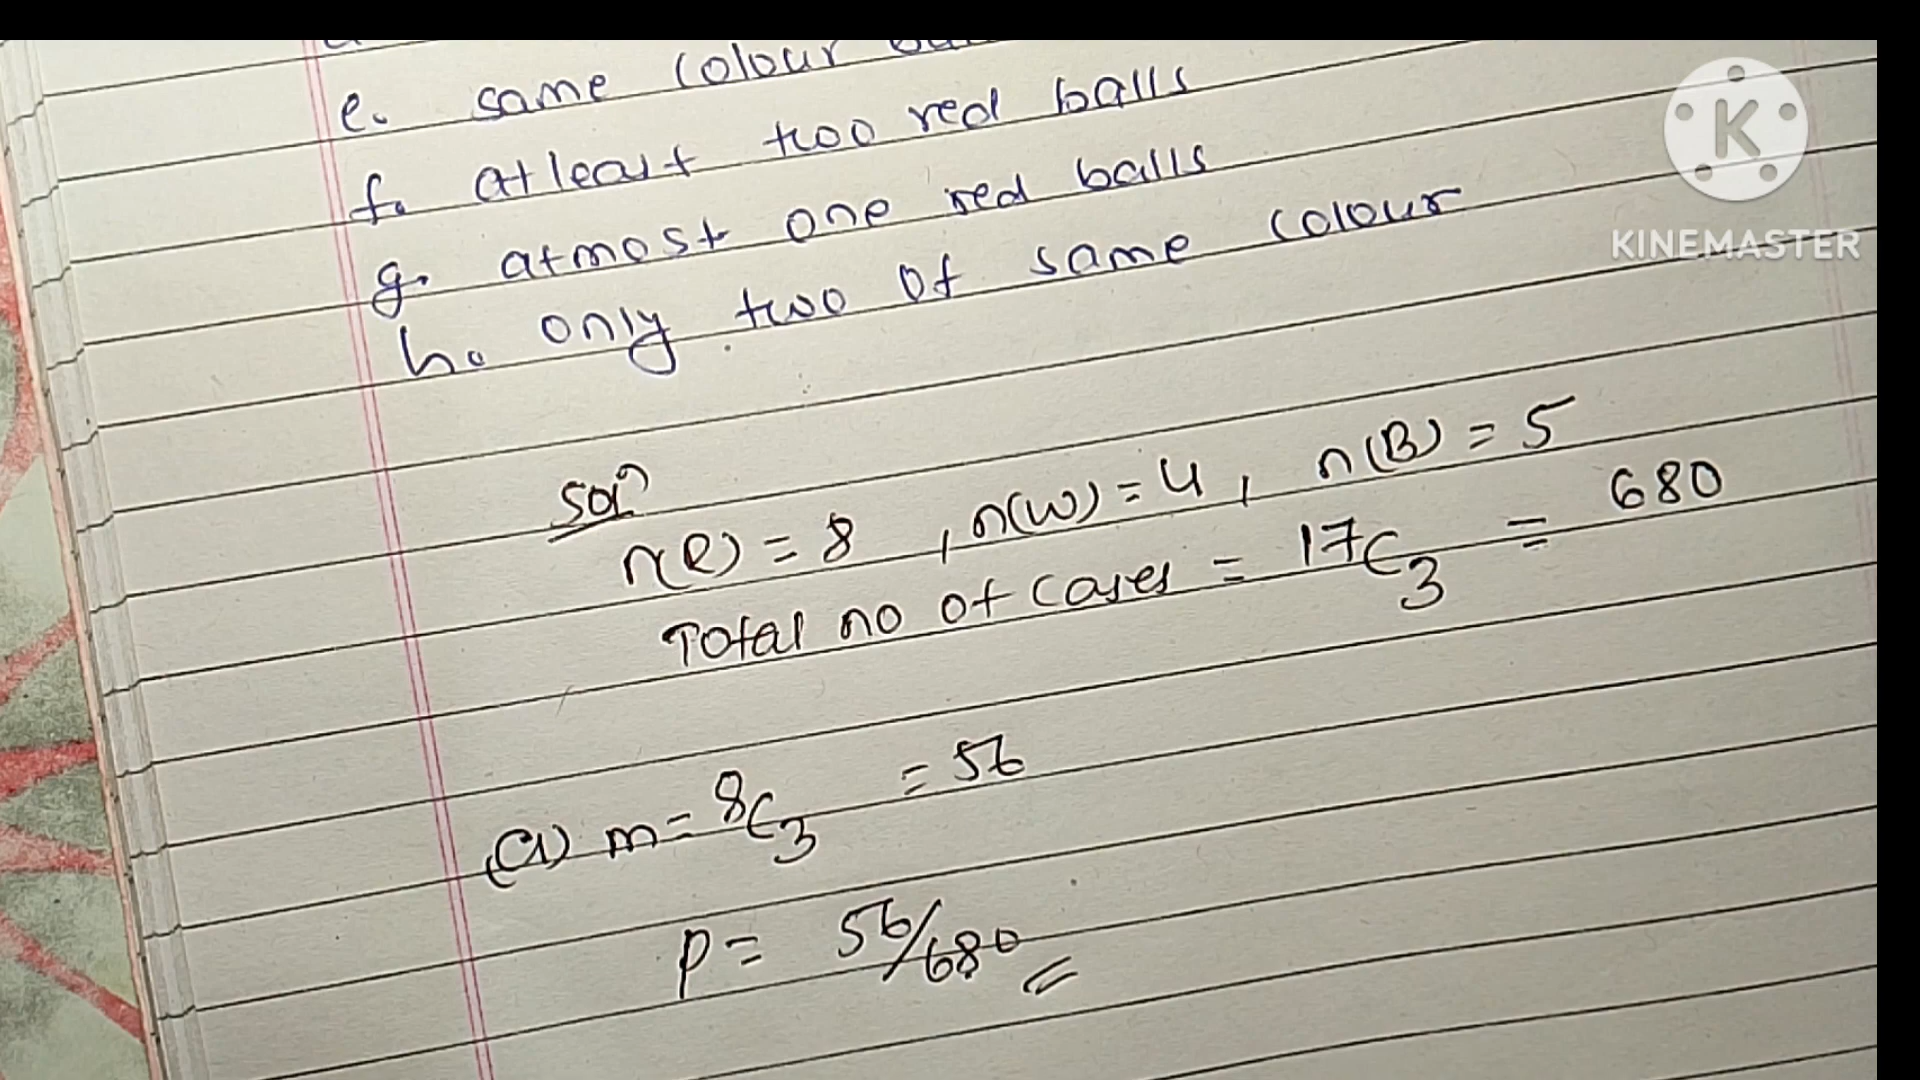 e. same colour
f. atleast two red balls
g. atmost one red balls
h. only two of same colour
K
KINEMASTER
Solⁿ
n(R) = 8 , n(W) = 4 , n(B) = 5
Total no of cases = 17C3 = 680
(a) m = 8C3 = 56
p = 56/680